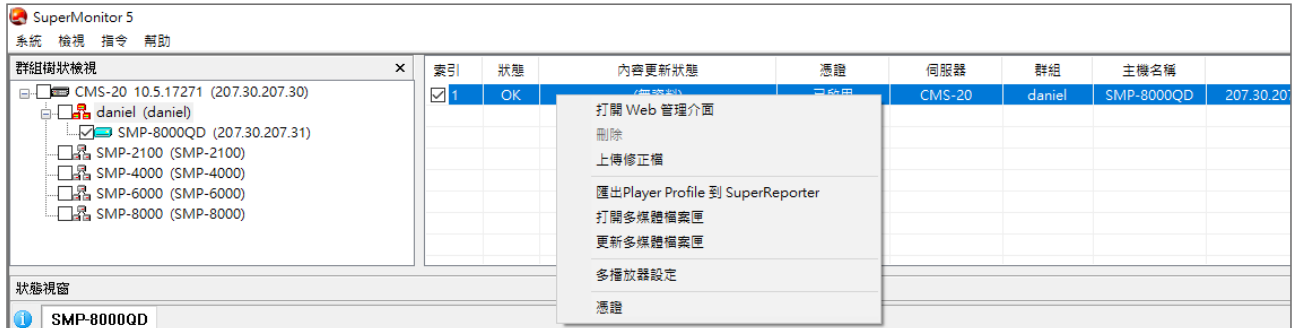 SuperMonitor 5
系統 檢視 指令 幫助
群組樹狀檢視 ×
CMS-20 10.5.17271 (207.30.207.30)
daniel (daniel)
SMP-8000QD (207.30.207.31)
SMP-2100 (SMP-2100)
SMP-4000 (SMP-4000)
SMP-6000 (SMP-6000)
SMP-8000 (SMP-8000)
索引 狀態 內容更新狀態 憑證 伺服器 群組 主機名稱
1 OK (無資料) 已啟用 CMS-20 daniel SMP-8000QD 207.30.20
打開 Web 管理介面
刪除
上傳修正檔
匯出Player Profile 到 SuperReporter
打開多媒體檔案匣
更新多媒體檔案匣
多播放器設定
憑證
狀態視窗
SMP-8000QD